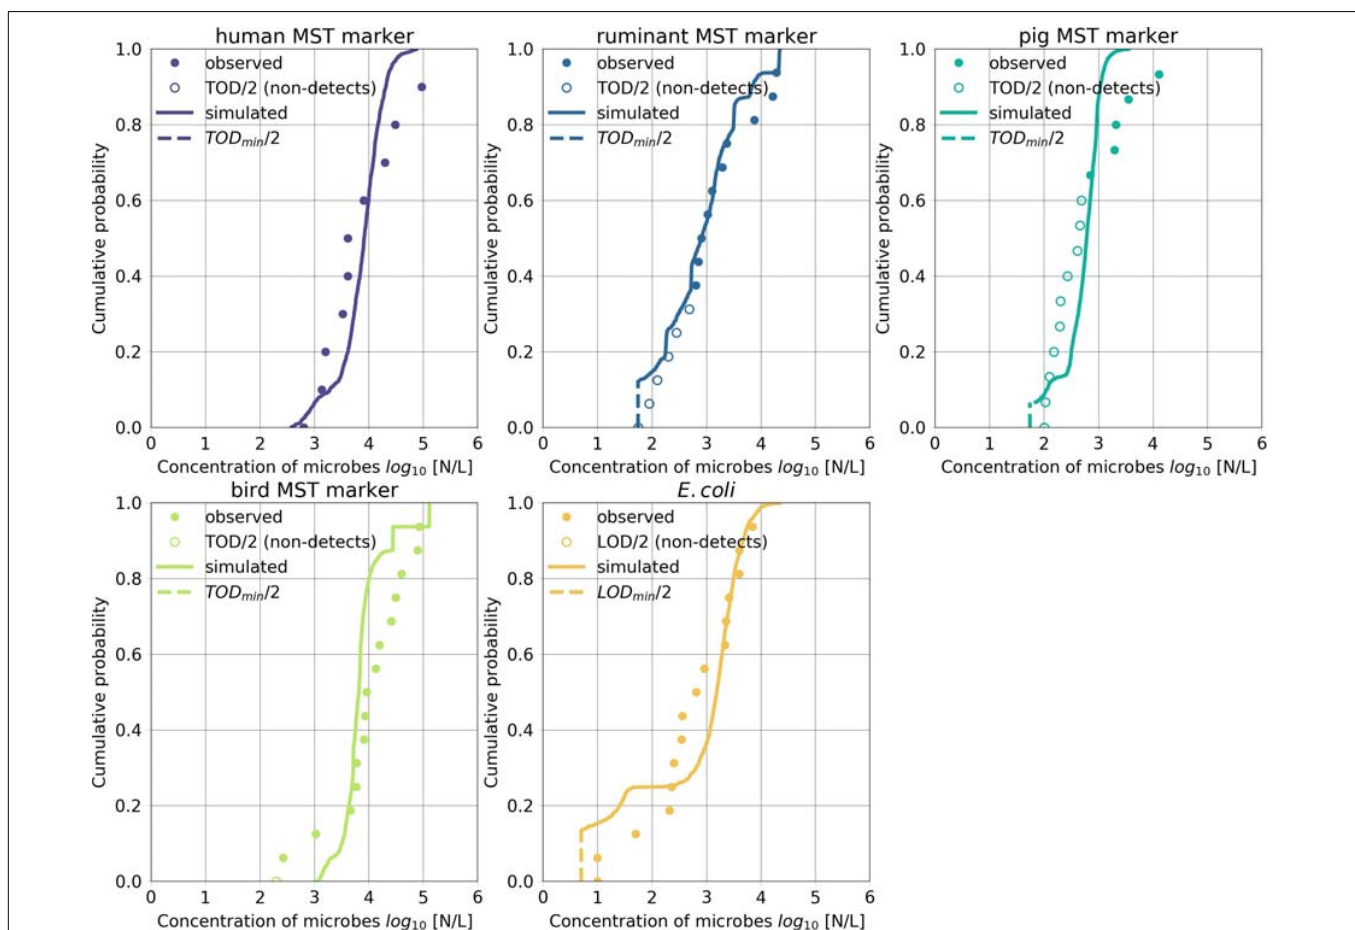 human MST marker
observed
TOD/2 (non-detects)
simulated
TOD_min/2
Cumulative probability
1.0
0.8
0.6
0.4
0.2
0.0
0 1 2 3 4 5 6
Concentration of microbes log10 [N/L]
ruminant MST marker
observed
TOD/2 (non-detects)
simulated
TOD_min/2
Cumulative probability
1.0
0.8
0.6
0.4
0.2
0.0
0 1 2 3 4 5 6
Concentration of microbes log10 [N/L]
pig MST marker
observed
TOD/2 (non-detects)
simulated
TOD_min/2
Cumulative probability
1.0
0.8
0.6
0.4
0.2
0.0
0 1 2 3 4 5 6
Concentration of microbes log10 [N/L]
bird MST marker
observed
TOD/2 (non-detects)
simulated
TOD_min/2
Cumulative probability
1.0
0.8
0.6
0.4
0.2
0.0
0 1 2 3 4 5 6
Concentration of microbes log10 [N/L]
E. coli
observed
LOD/2 (non-detects)
simulated
LOD_min/2
Cumulative probability
1.0
0.8
0.6
0.4
0.2
0.0
0 1 2 3 4 5 6
Concentration of microbes log10 [N/L]